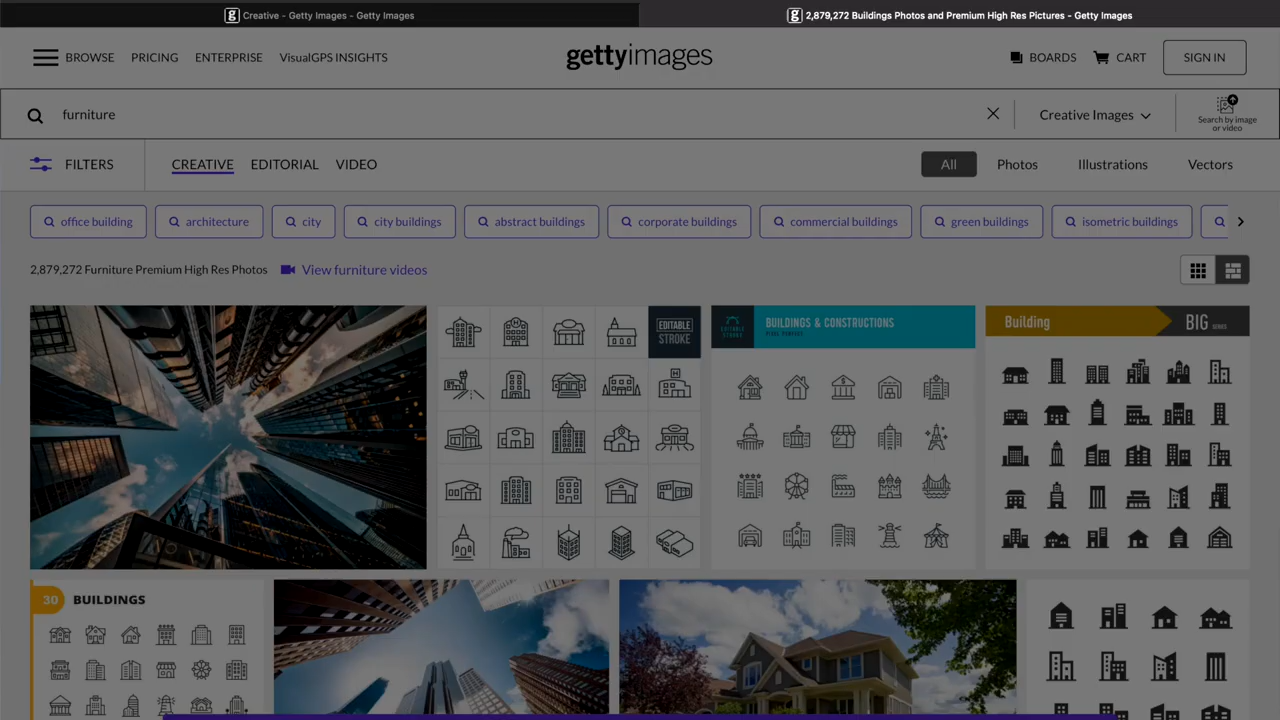 Creative - Getty Images - Getty Images
2,879,272 Buildings Photos and Premium High Res Pictures - Getty Images
BROWSE PRICING ENTERPRISE VisualGPS INSIGHTS
gettyimages
BOARDS CART SIGN IN
furniture
Creative Images
Search by image
or video
FILTERS CREATIVE EDITORIAL VIDEO
All Photos Illustrations Vectors
office building architecture city city buildings abstract buildings corporate buildings commercial buildings green buildings isometric buildings
2,879,272 Furniture Premium High Res Photos View furniture videos
EDITABLE
STROKE
BUILDINGS & CONSTRUCTIONS
Building
BIG
30 BUILDINGS